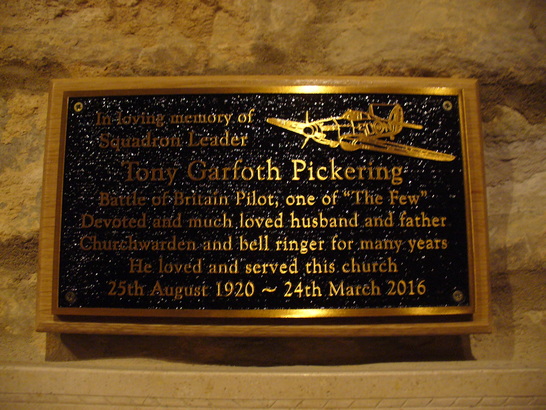 In loving memory of
Squadron Leader
Tony Garfoth Pickering
Battle of Britain Pilot, one of "The Few"
Devoted and much loved husband and father
Churchwarden and bell ringer for many years
He loved and served this church
25th August 1920 ~ 24th March 2016